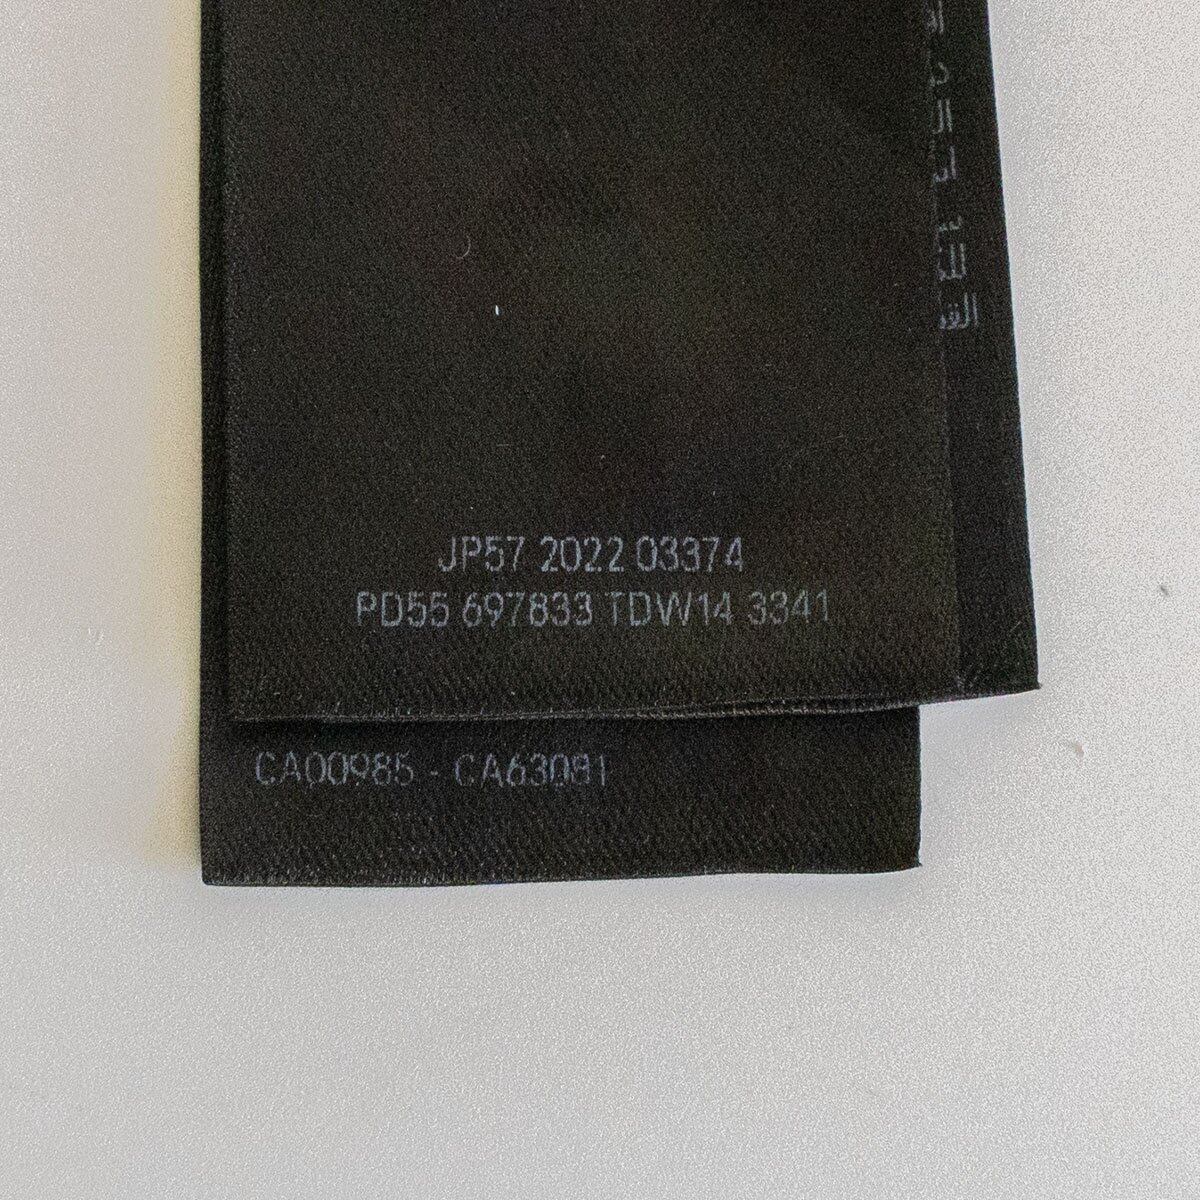 JP57 2022 03374
PD55 697833 TDW14 3341
CA00985 - CA63081